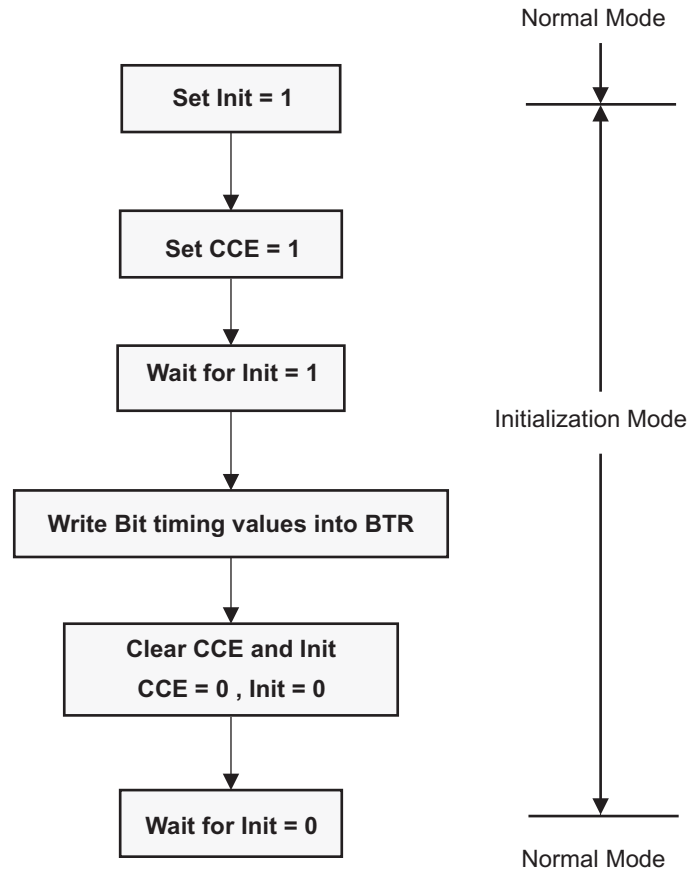 Normal Mode
Set Init = 1
Set CCE = 1
Wait for Init = 1
Initialization Mode
Write Bit timing values into BTR
Clear CCE and Init
CCE = 0 , Init = 0
Wait for Init = 0
Normal Mode